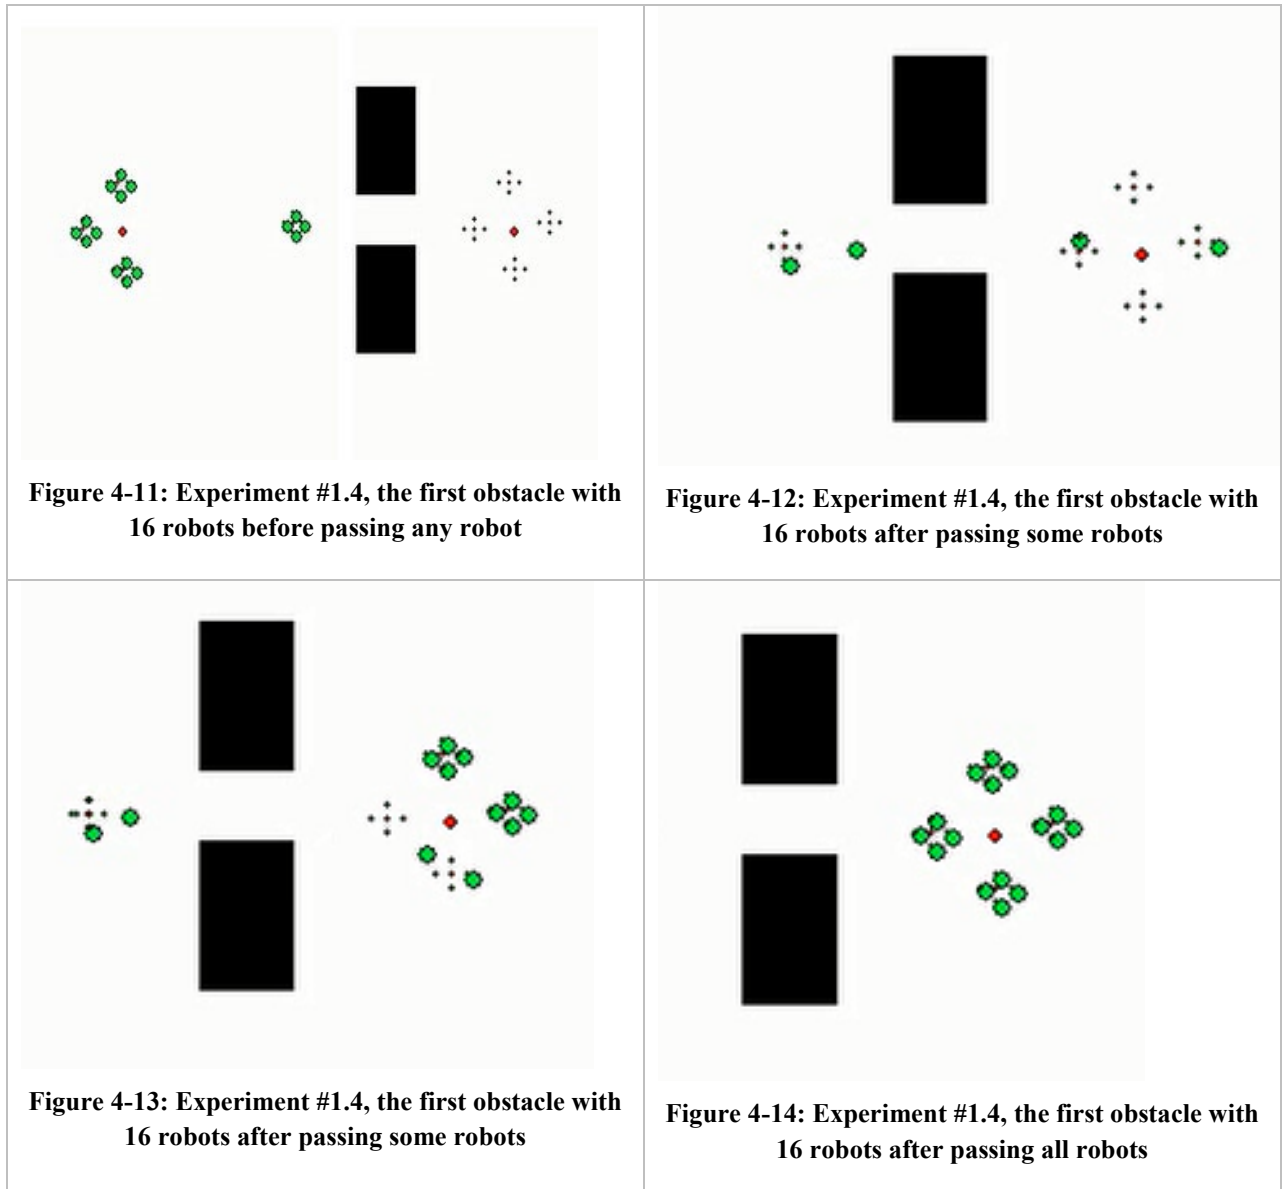 Figure 4-11: Experiment #1.4, the first obstacle with
16 robots before passing any robot
Figure 4-12: Experiment #1.4, the first obstacle with
16 robots after passing some robots
Figure 4-13: Experiment #1.4, the first obstacle with
16 robots after passing some robots
Figure 4-14: Experiment #1.4, the first obstacle with
16 robots after passing all robots